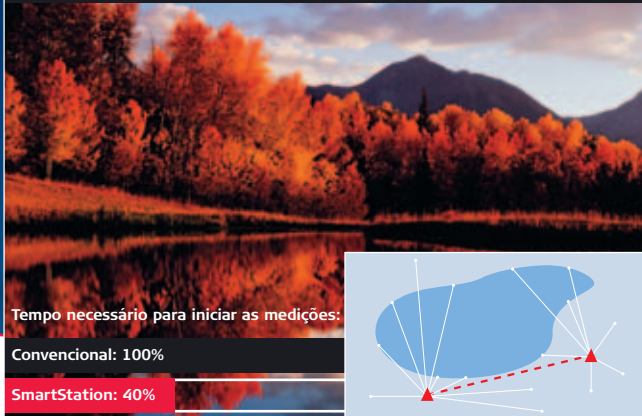 Tempo necessário para iniciar as medições:
Convencional: 100%
SmartStation: 40%